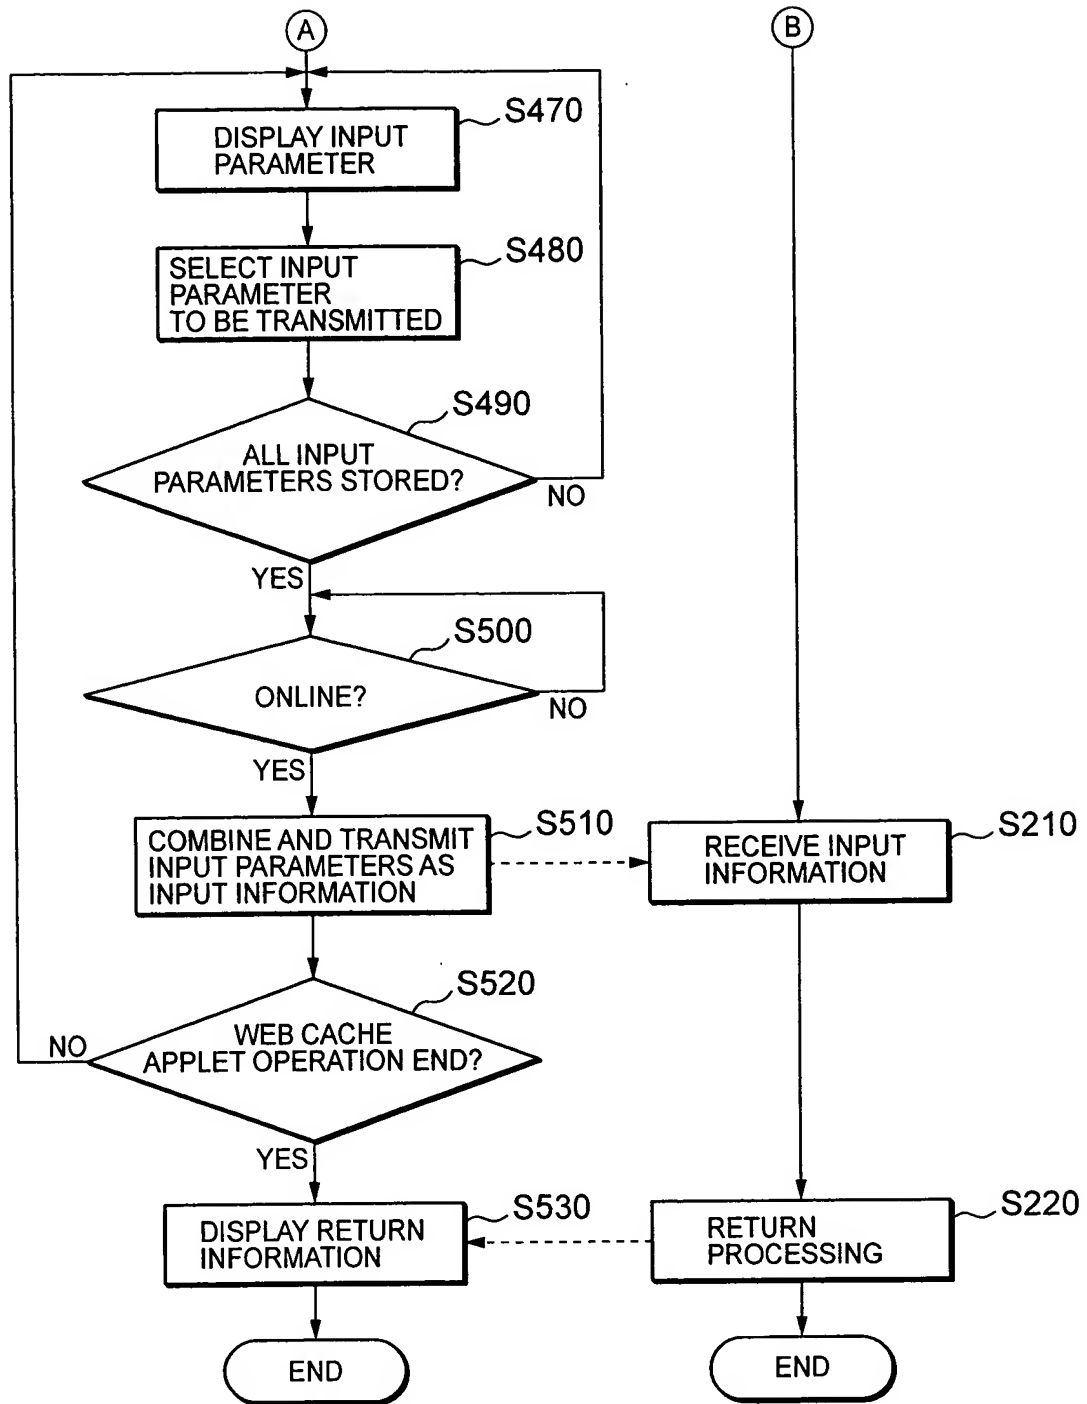 A
B
S470
DISPLAY INPUT
PARAMETER
S480
SELECT INPUT
PARAMETER
TO BE TRANSMITTED
S490
ALL INPUT
PARAMETERS STORED?
NO
YES
S500
ONLINE?
NO
YES
S510
COMBINE AND TRANSMIT
INPUT PARAMETERS AS
INPUT INFORMATION
S210
RECEIVE INPUT
INFORMATION
S520
WEB CACHE
APPLET OPERATION END?
NO
YES
S530
DISPLAY RETURN
INFORMATION
S220
RETURN
PROCESSING
END
END